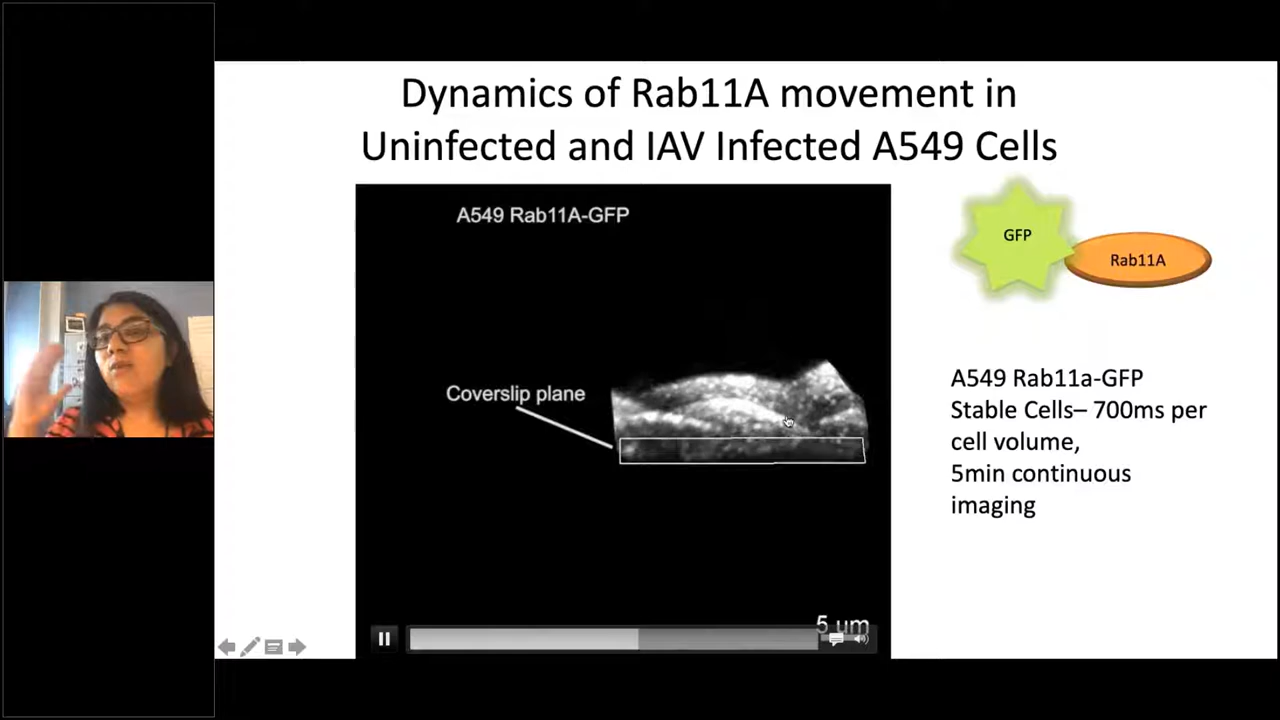 Dynamics of Rab11A movement in
Uninfected and IAV Infected A549 Cells
A549 Rab11A-GFP
Coverslip plane
5 um
GFP
Rab11A
A549 Rab11a-GFP
Stable Cells– 700ms per
cell volume,
5min continuous
imaging